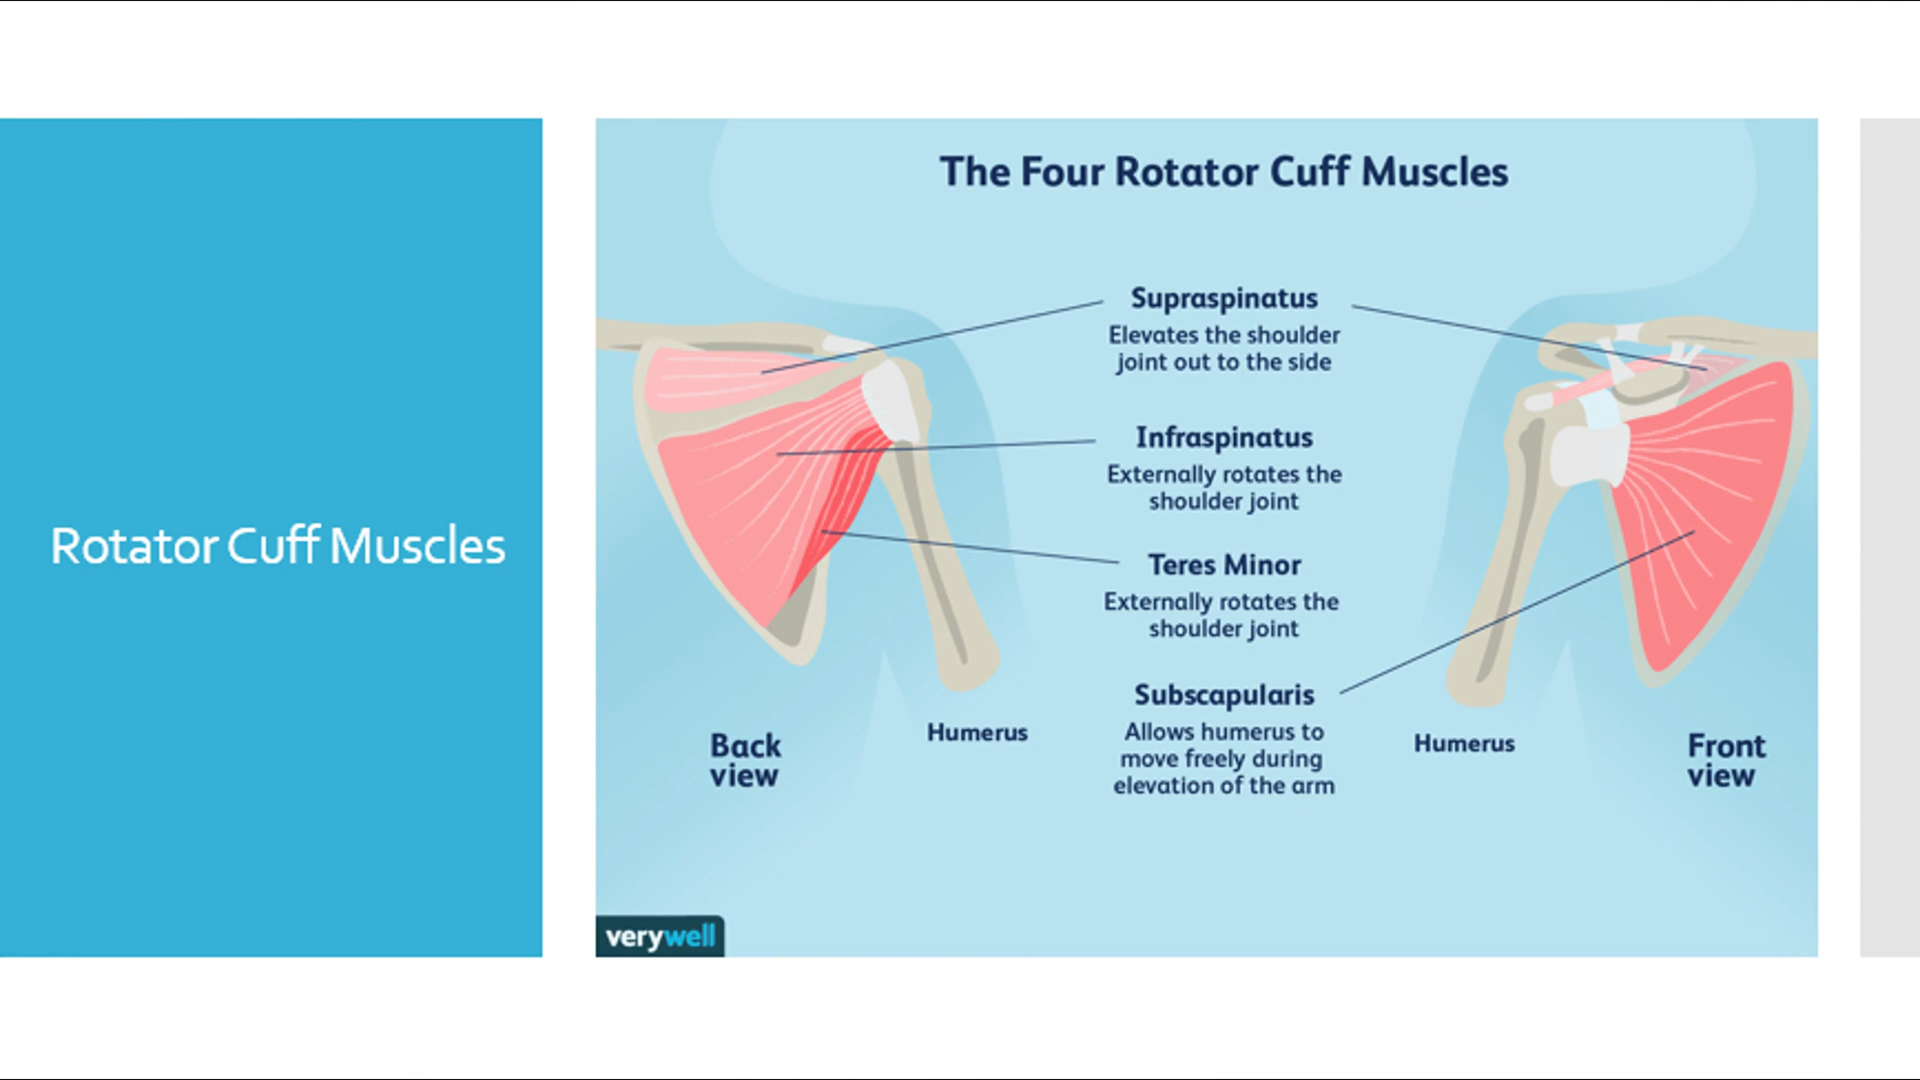 Rotator Cuff Muscles
The Four Rotator Cuff Muscles
Supraspinatus
Elevates the shoulder
joint out to the side
Infraspinatus
Externally rotates the
shoulder joint
Teres Minor
Externally rotates the
shoulder joint
Subscapularis
Allows humerus to
move freely during
elevation of the arm
Back
view
Humerus
Humerus
Front
view
verywell